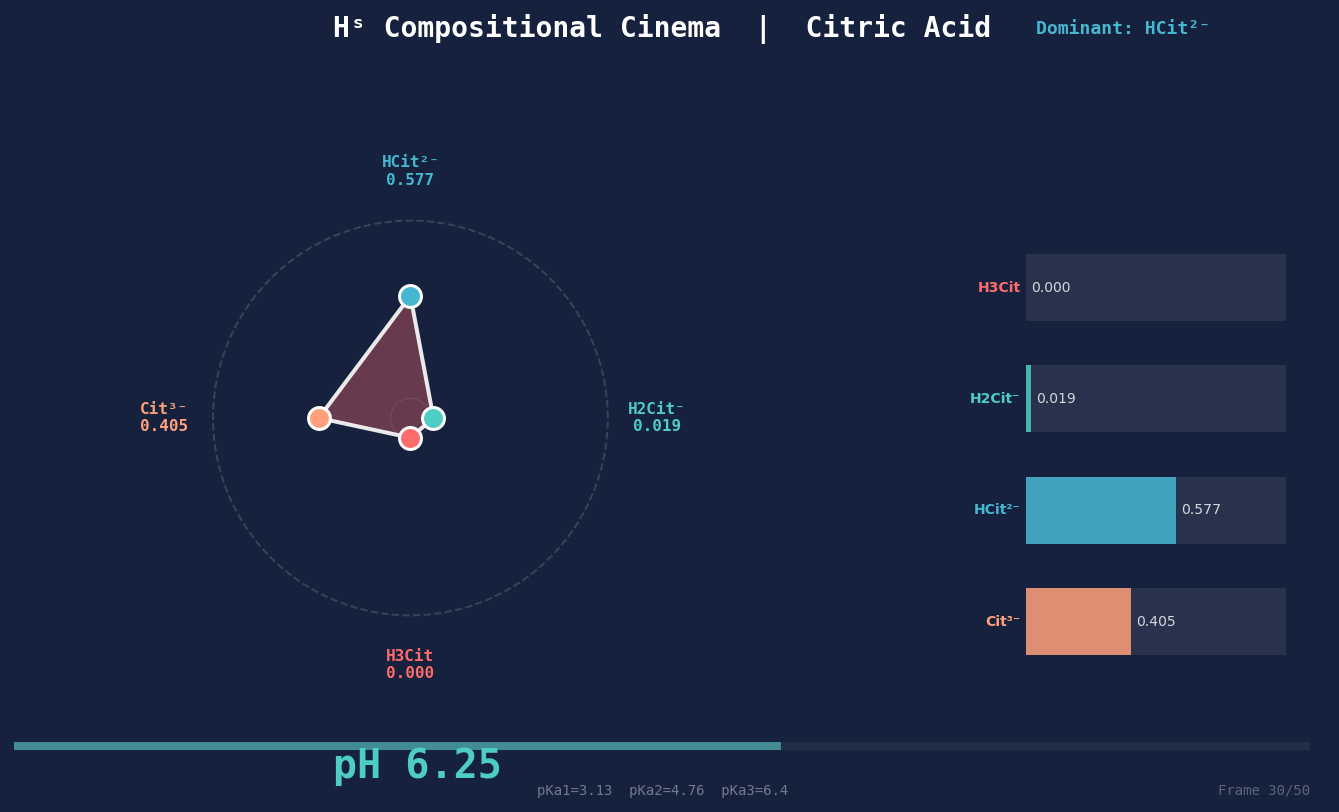 Hˢ Compositional Cinema | Citric Acid
Dominant: HCit²⁻
HCit²⁻
0.577
Cit³⁻
0.405
H2Cit⁻
0.019
H3Cit
0.000
H3Cit 0.000
H2Cit⁻ 0.019
HCit²⁻ 0.577
Cit³⁻ 0.405
pH 6.25
pKa1=3.13 pKa2=4.76 pKa3=6.4
Frame 30/50